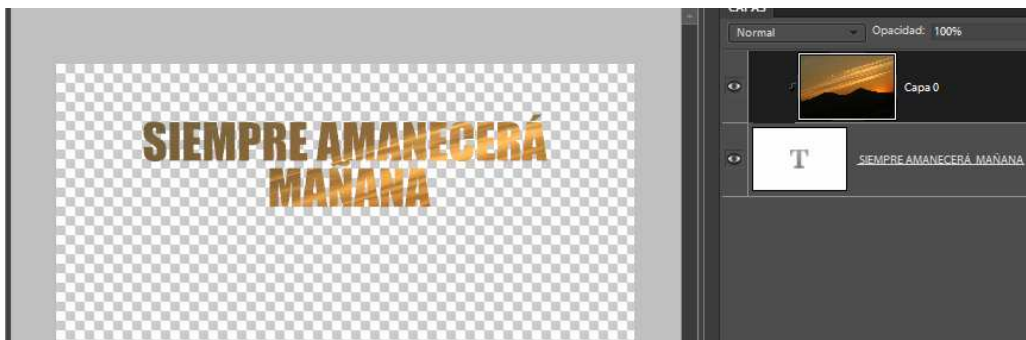 CAPAS
Normal
Opacidad: 100%
Capa 0
SIEMPRE AMANECERÁ
MAÑANA
T
SIEMPRE AMANECERÁ MAÑANA